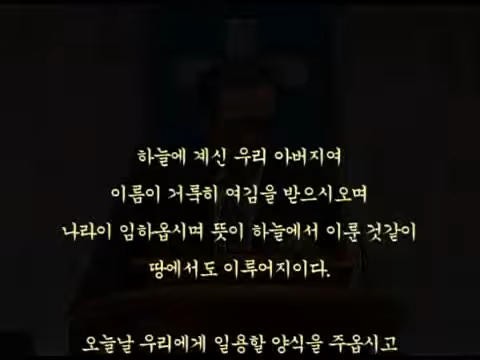 하늘에 계신 우리 아버지여
이름이 거룩히 여김을 받으시오며
나라이 임하옵시며 뜻이 하늘에서 이룬 것같이
땅에서도 이루어지이다.
오늘날 우리에게 일용할 양식을 주옵시고